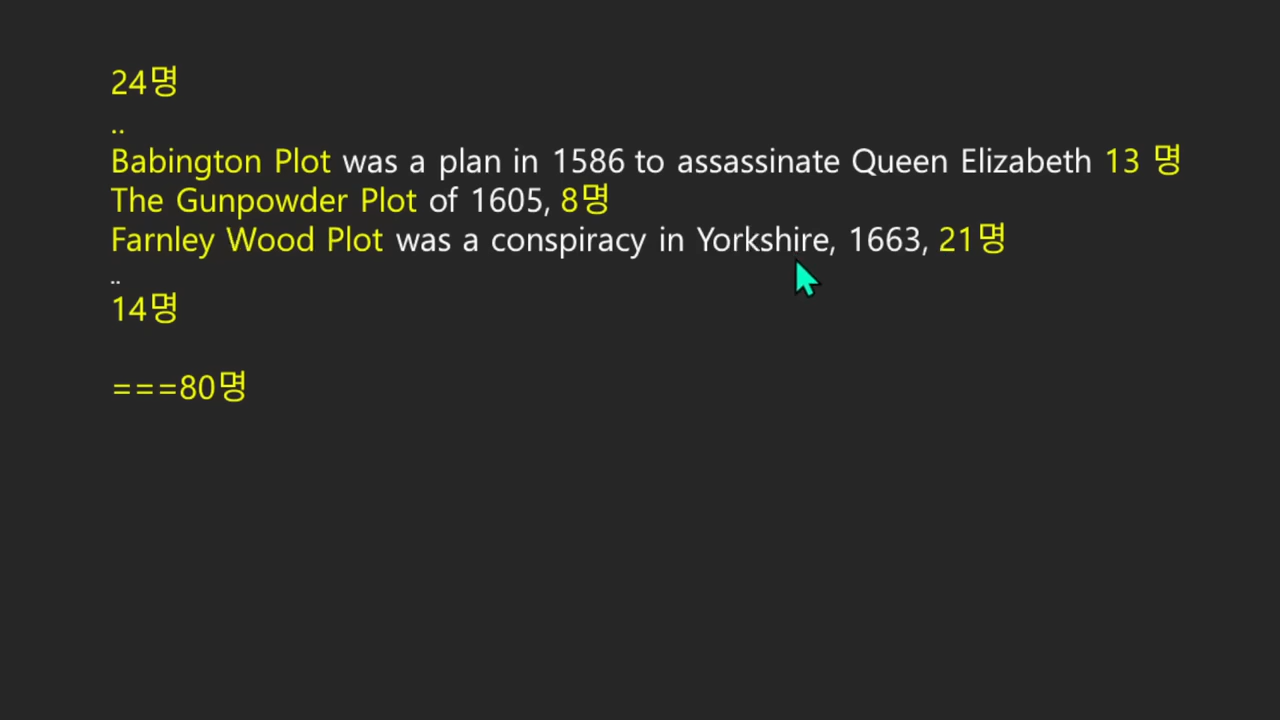 24명
..
Babington Plot was a plan in 1586 to assassinate Queen Elizabeth 13 명
The Gunpowder Plot of 1605, 8명
Farnley Wood Plot was a conspiracy in Yorkshire, 1663, 21명
..
14명
===80명